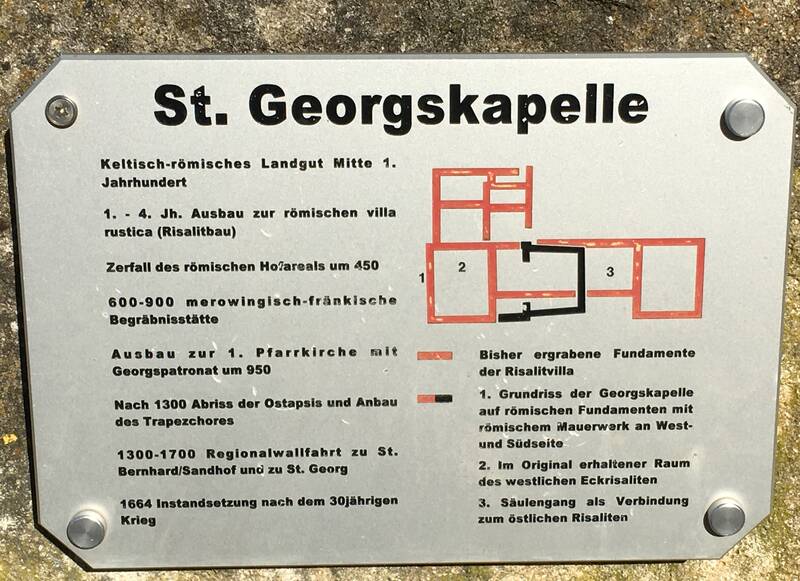 St. Georgskapelle
Keltisch-römisches Landgut Mitte 1.
Jahrhundert
1. - 4. Jh. Ausbau zur römischen villa
rustica (Risalitbau)
Zerfall des römischen Hofareals um 450
600-900 merowingisch-fränkische
Begräbnisstätte
Ausbau zur 1. Pfarrkirche mit
Georgspatronat um 950
Nach 1300 Abriss der Ostapsis und Anbau
des Trapezchores
1300-1700 Regionalwallfahrt zu St.
Bernhard/Sandhof und zu St. Georg
1664 Instandsetzung nach dem 30jährigen
Krieg
1
2
3
Bisher ergrabene Fundamente
der Risalitvilla
1. Grundriss der Georgskapelle
auf römischen Fundamenten mit
römischem Mauerwerk an West-
und Südseite
2. Im Original erhaltener Raum
des westlichen Eckrisaliten
3. Säulengang als Verbindung
zum östlichen Risaliten